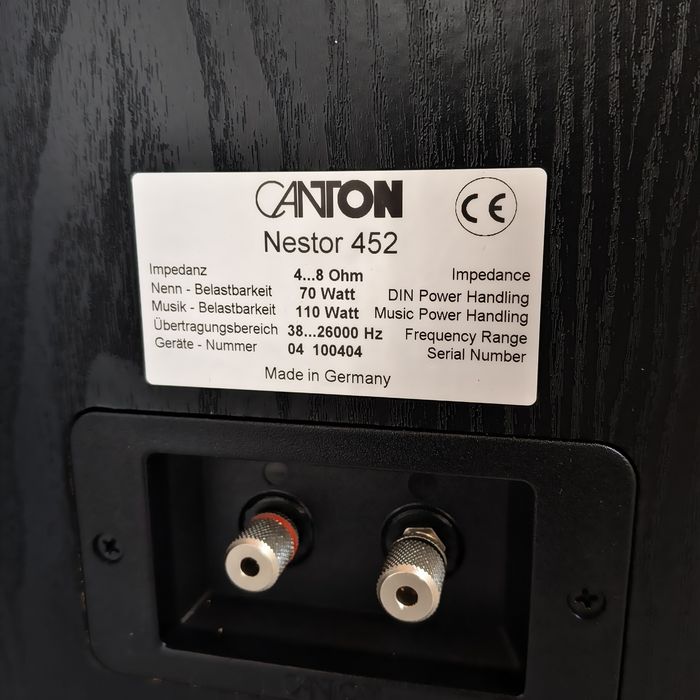 CANTON CE
Nestor 452
Impedanz 4...8 Ohm Impedance
Nenn - Belastbarkeit 70 Watt DIN Power Handling
Musik - Belastbarkeit 110 Watt Music Power Handling
Übertragungsbereich 38...26000 Hz Frequency Range
Geräte - Nummer 04 100404 Serial Number
Made in Germany
CANTON